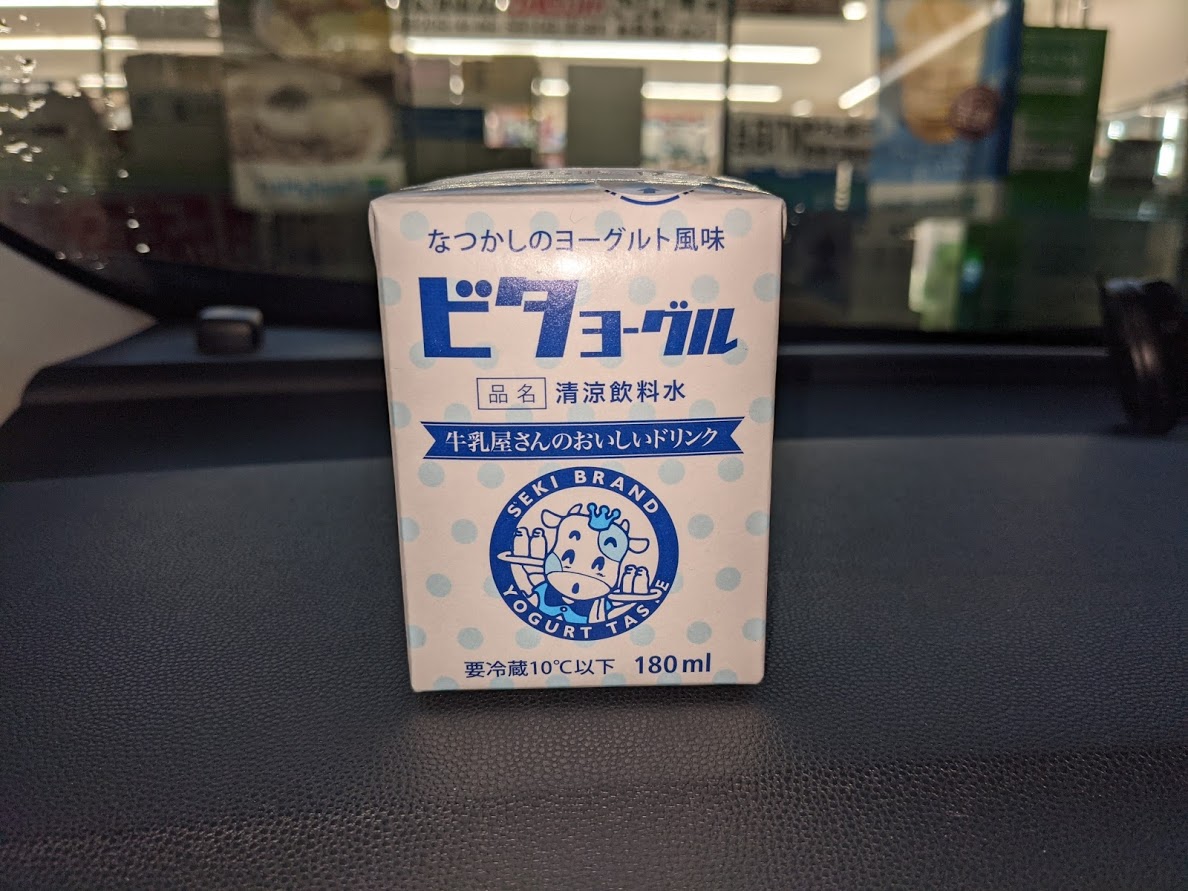 なつかしのヨーグルト風味
ビタヨーグル
品名 清涼飲料水
牛乳屋さんのおいしいドリンク
SEKI BRAND
YOGURT TASTE
要冷蔵10℃以下 180ml